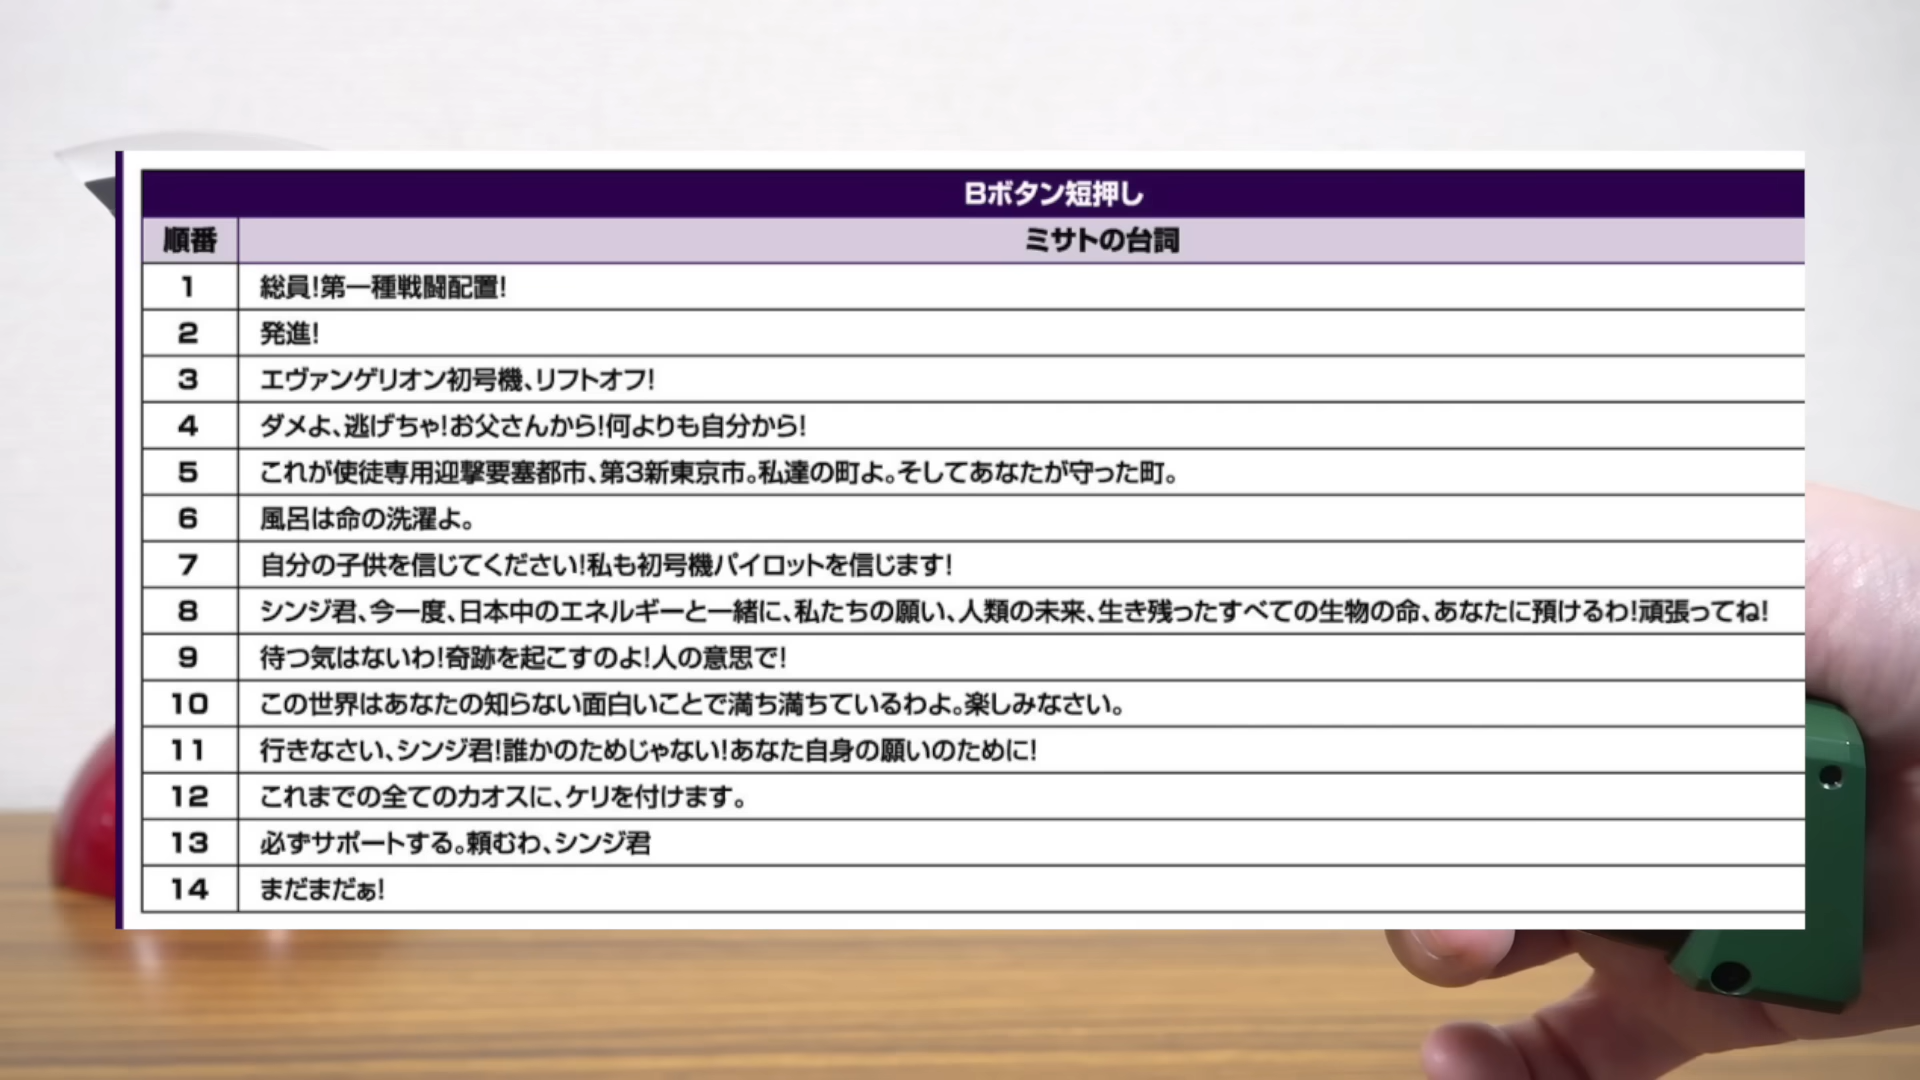 Bボタン短押し
順番 ミサトの台詞
1 総員!第一種戦闘配置!
2 発進!
3 エヴァンゲリオン初号機、リフトオフ!
4 ダメよ、逃げちゃ!お父さんから!何よりも自分から!
5 これが使徒専用迎撃要塞都市、第3新東京市。私達の町よ。そしてあなたが守った町。
6 風呂は命の洗濯よ。
7 自分の子供を信じてください!私も初号機パイロットを信じます!
8 シンジ君、今一度、日本中のエネルギーと一緒に、私たちの願い、人類の未来、生き残ったすべての生物の命、あなたに預けるわ!頑張ってね!
9 待つ気はないわ!奇跡を起こすのよ!人の意思で!
10 この世界はあなたの知らない面白いことで満ち満ちているわよ。楽しみなさい。
11 行きなさい、シンジ君!誰かのためじゃない!あなた自身の願いのために!
12 これまでの全てのカオスに、ケリを付けます。
13 必ずサポートする。頼むわ、シンジ君
14 まだまだぁ!